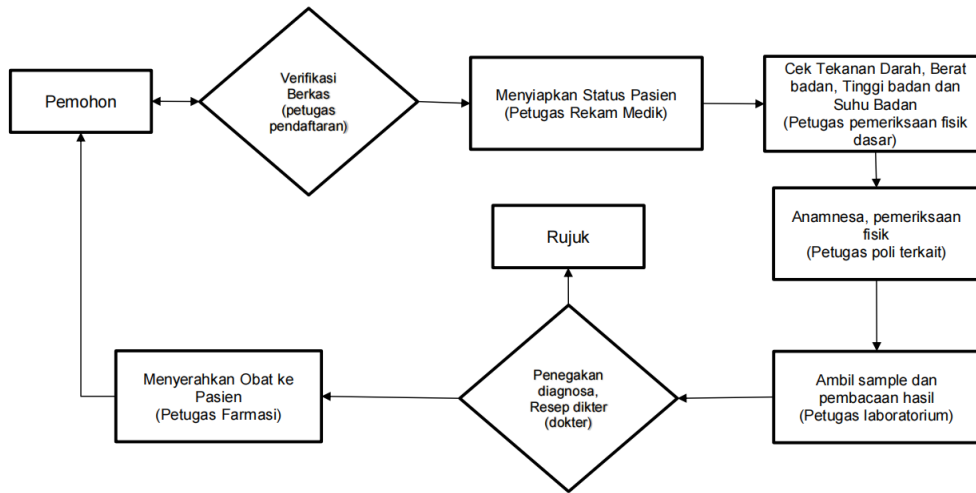 Pemohon
Verifikasi
Berkas
(petugas
pendaftaran)
Menyiapkan Status Pasien
(Petugas Rekam Medik)
Cek Tekanan Darah, Berat
badan, Tinggi badan dan
Suhu Badan
(Petugas pemeriksaan fisik
dasar)
Anamnesa, pemeriksaan
fisik
(Petugas poli terkait)
Ambil sample dan
pembacaan hasil
(Petugas laboratorium)
Penegakan
diagnosa,
Resep dikter
(dokter)
Rujuk
Menyerahkan Obat ke
Pasien
(Petugas Farmasi)